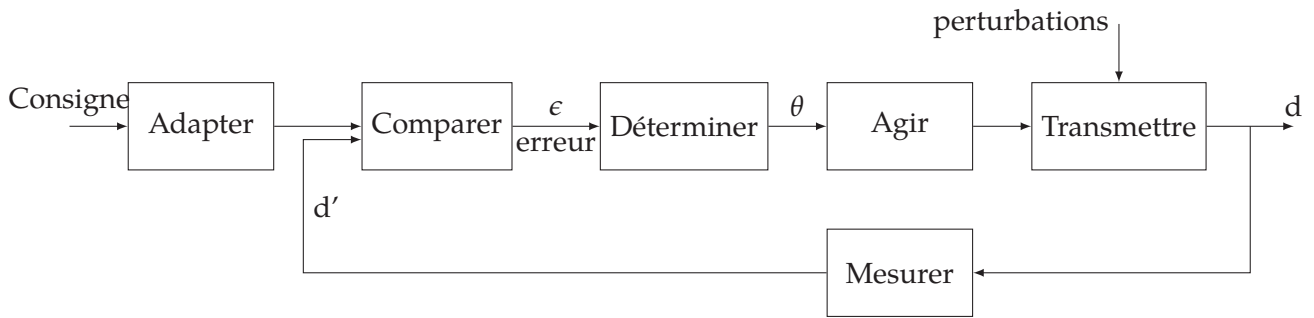 perturbations
Consigne
Adapter
Comparer
ϵ
erreur
Déterminer
θ
Agir
Transmettre
d
d’
Mesurer